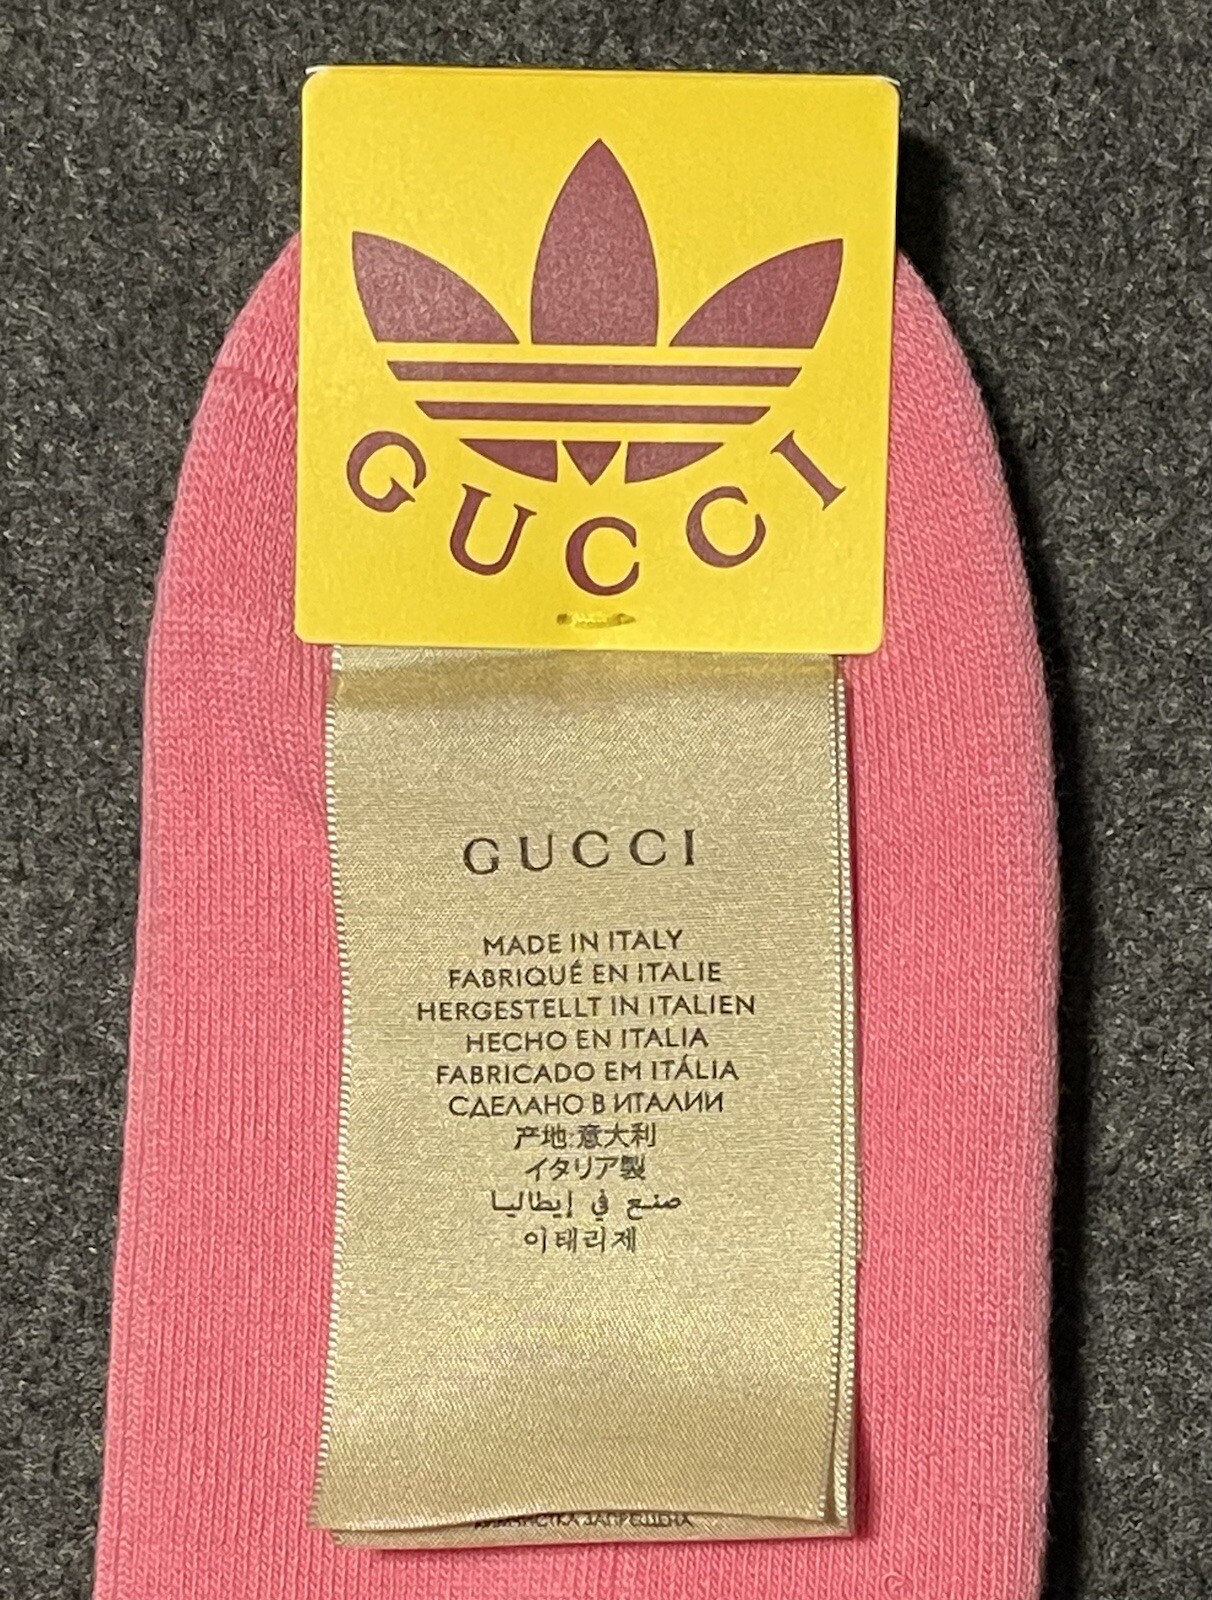 GUCCI
GUCCI
MADE IN ITALY
FABRIQUÉ EN ITALIE
HERGESTELLT IN ITALIEN
HECHO EN ITALIA
FABRICADO EM ITÁLIA
СДЕЛАНО В ИТАЛИИ
产地:意大利
イタリア製
صنع في إيطاليا
이태리제
ЗАПРЕЩЕНА